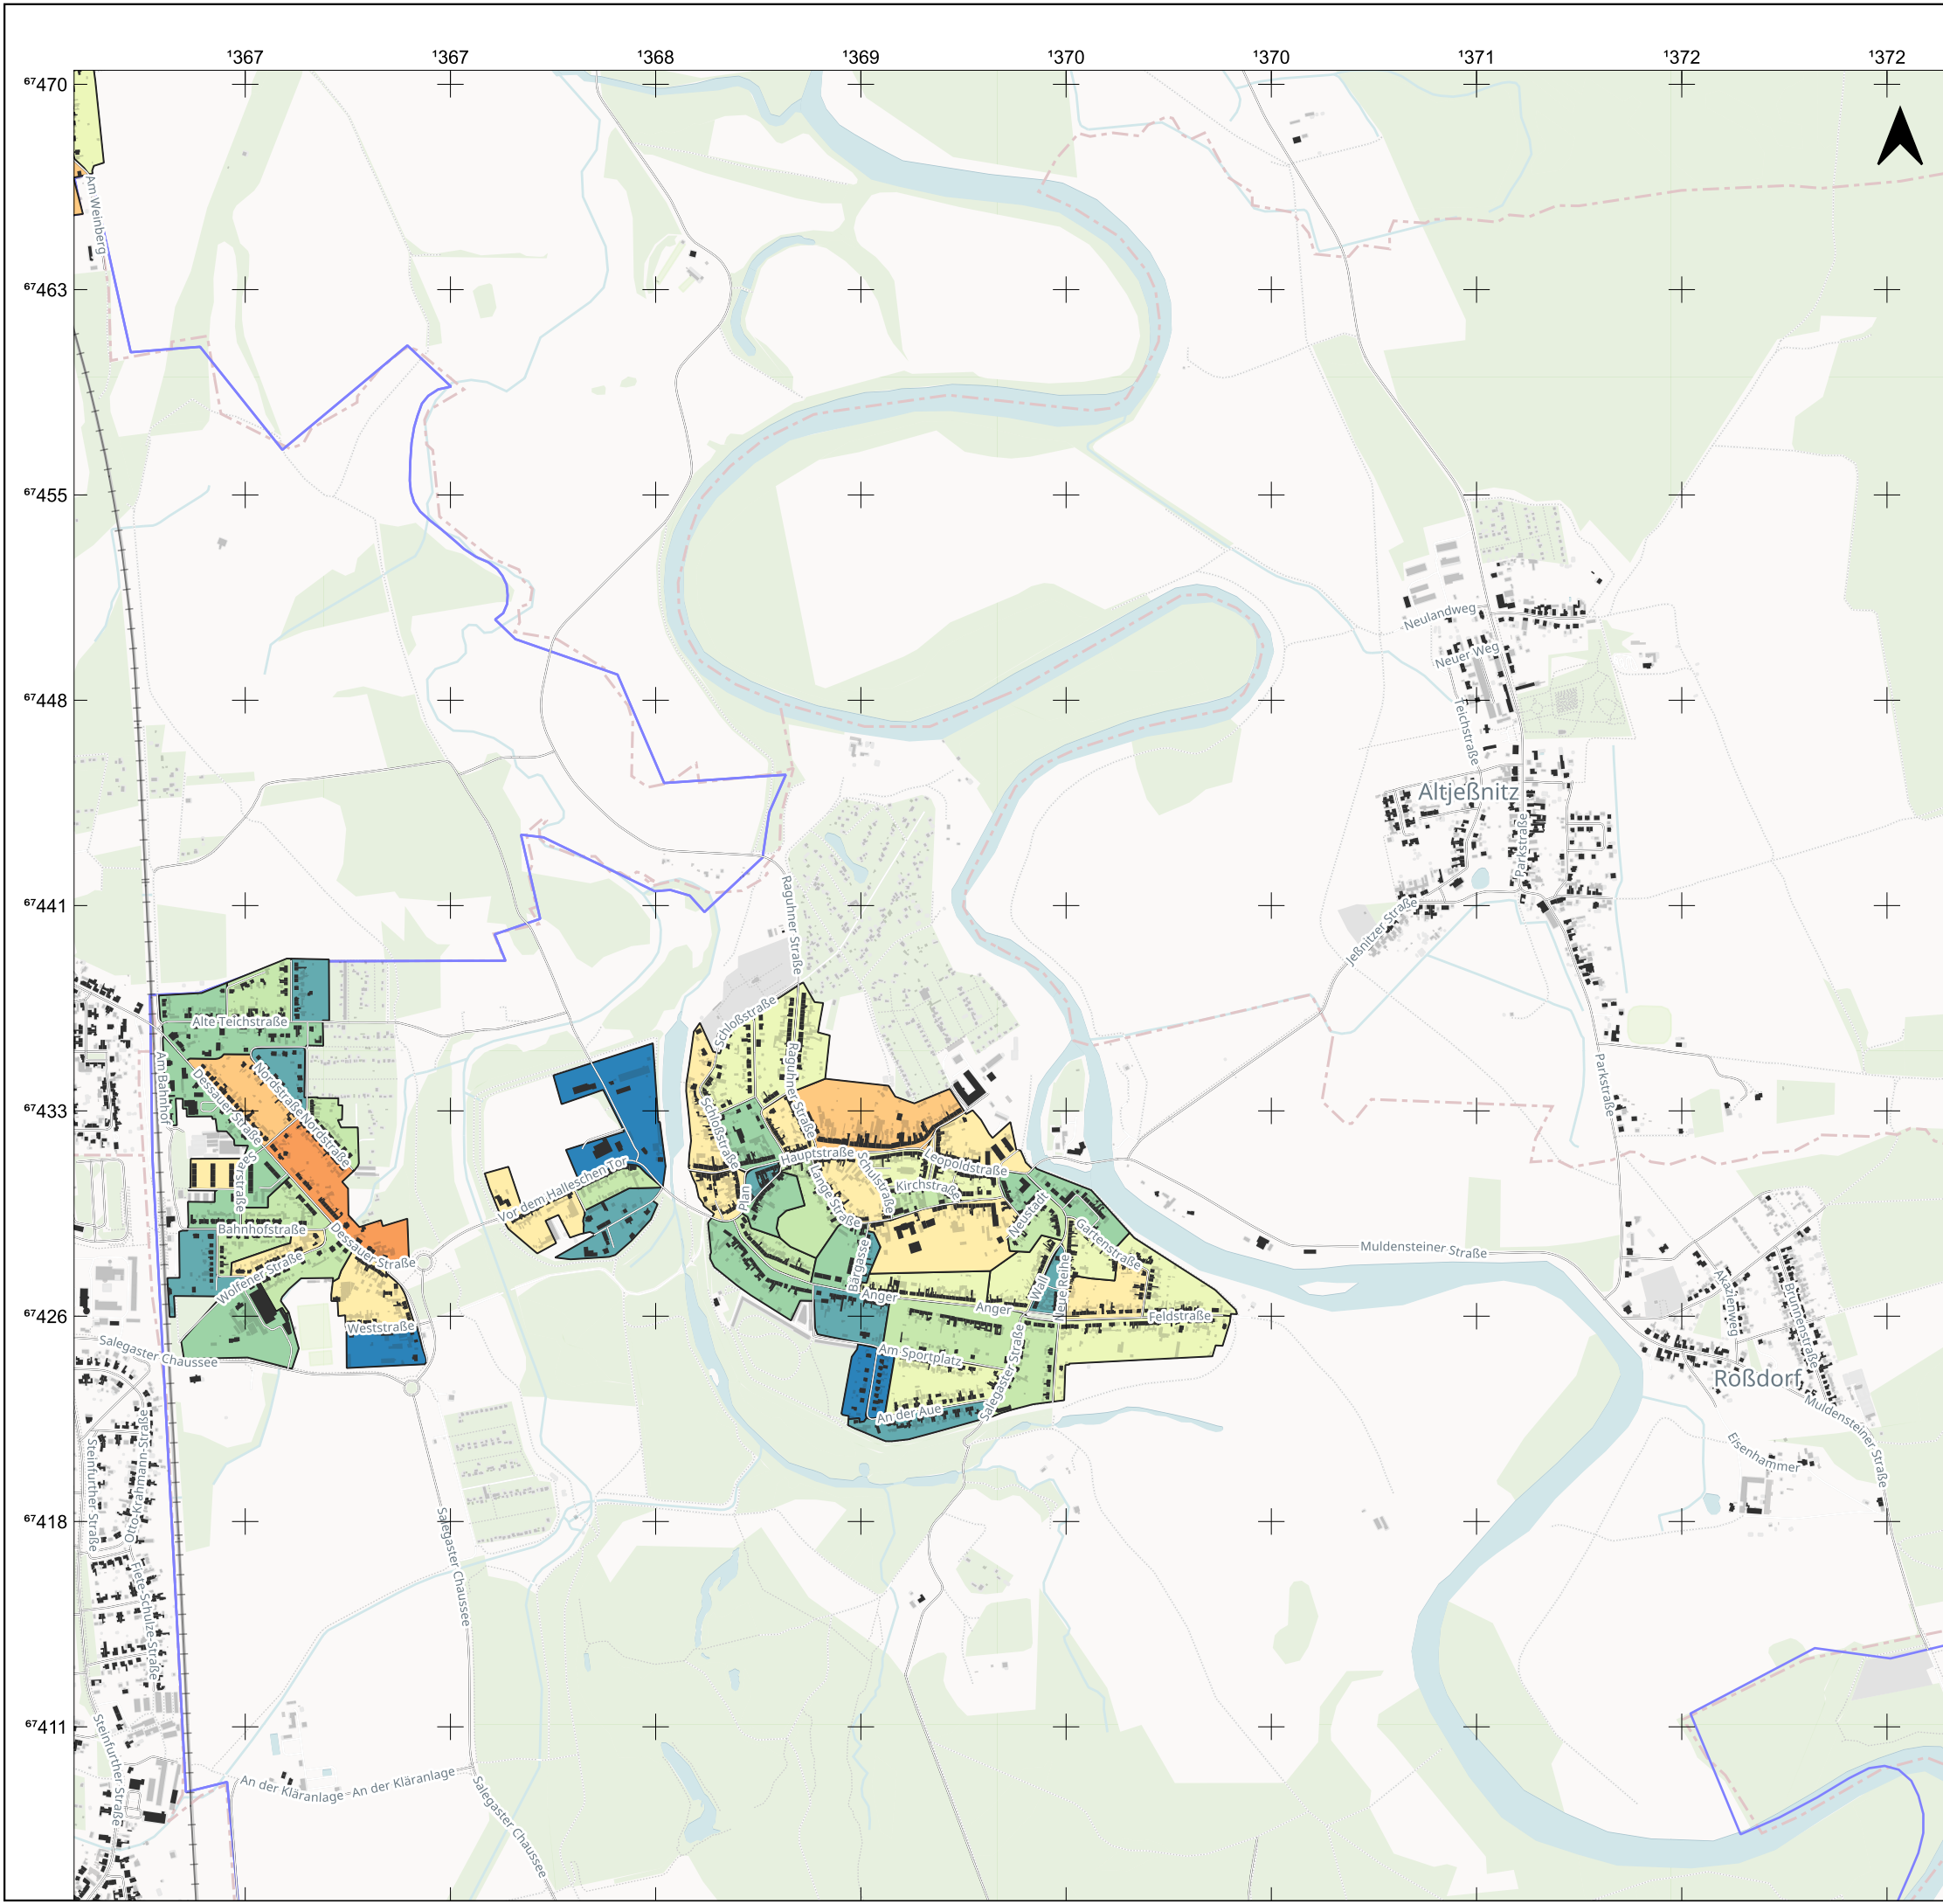 ¹367 ¹367 ¹368 ¹369 ¹370 ¹370 ¹371 ¹372 ¹372
⁶⁷470
Am Weinberg
⁶⁷463
⁶⁷455
Neulandweg
Neuer Weg
⁶⁷448
Teichstraße
Altjeßnitz
Parkstraße
⁶⁷441
Raguhner Straße
Jeßnitzer Straße
Schloßstraße
Alte Teichstraße
Am Bahnhof
Nordstraße
Nordstraße
Dessauer Straße
Raguhner Straße
Schloßstraße
Parkstraße
⁶⁷433
Saarstraße
Hauptstraße
Schulstraße
Leopoldstraße
Vor dem Halleschen Tor
Lange Straße
Kirchstraße
Plan
Neustadt
Bahnhofstraße
Dessauer Straße
Gartenstraße
Muldensteiner Straße
Wolfener Straße
Bärgasse
Anger
Anger
Wall
Neue Reihe
Feldstraße
Akazienweg
Brunnenstraße
⁶⁷426
Weststraße
Salegaster Chaussee
Am Sportplatz
Salegaster Straße
Roßdorf
An der Aue
Muldensteiner Straße
Steinfurther Straße
Otto-Krahmann-Straße
Eisenhammer
⁶⁷418
Salegaster Chaussee
Fiete-Schulze-Straße
⁶⁷411
Steinfurther Straße
An der Kläranlage
An der Kläranlage
Salegaster Chaussee